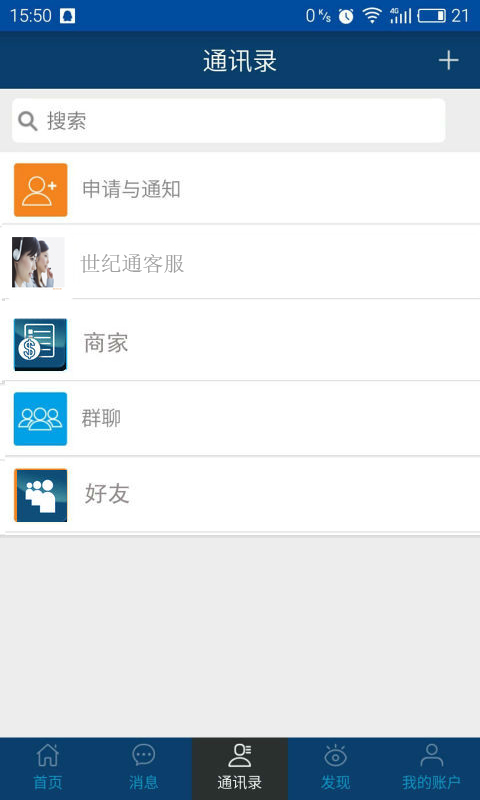 15:50 0 K/s 4G 21
通讯录
搜索
申请与通知
世纪通客服
商家
群聊
好友
首页 消息 通讯录 发现 我的账户